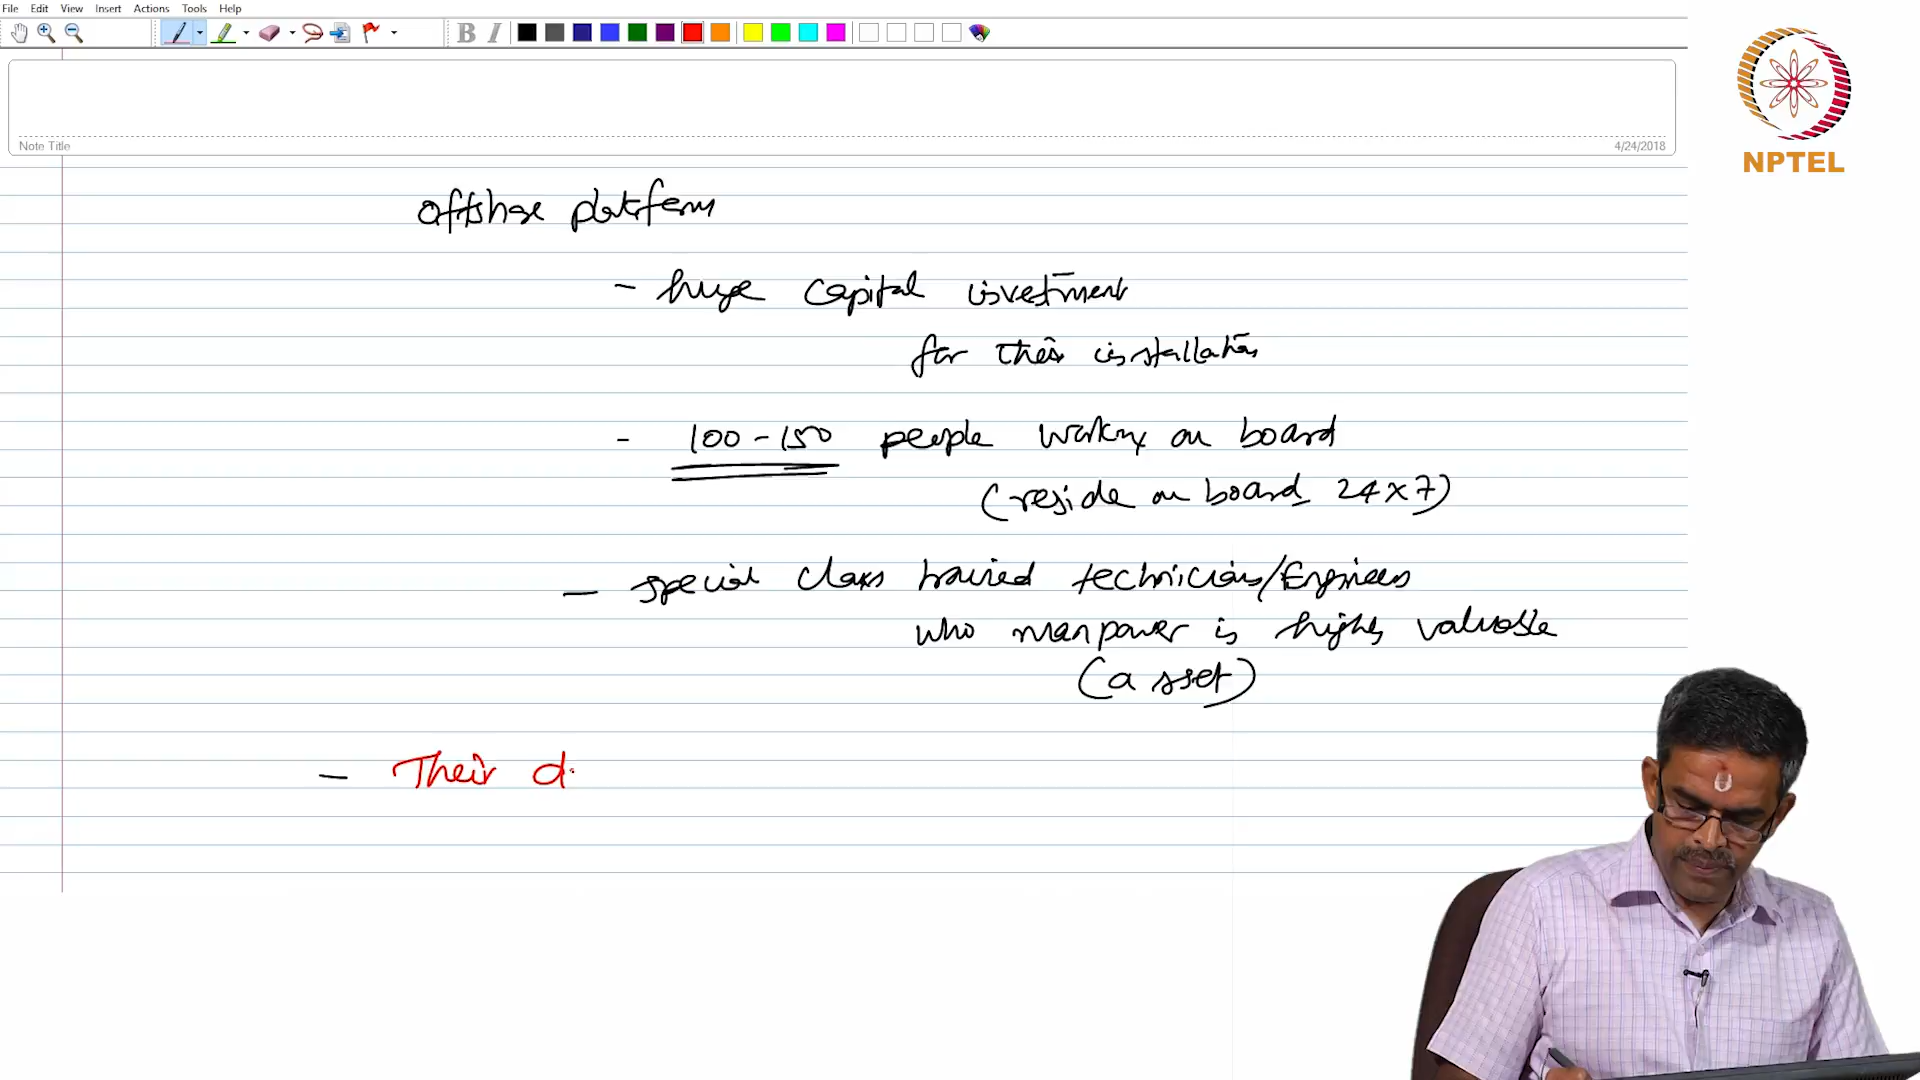 File Edit View Insert Actions Tools Help
B I
Note Title
4/24/2018
NPTEL
offshore platforms
- huge capital investment
for their installation
- 100-150 people working on board
(reside on board 24x7)
- special class trained technicians/Engineers
who manpower is highly valuable
(asset)
- Their d